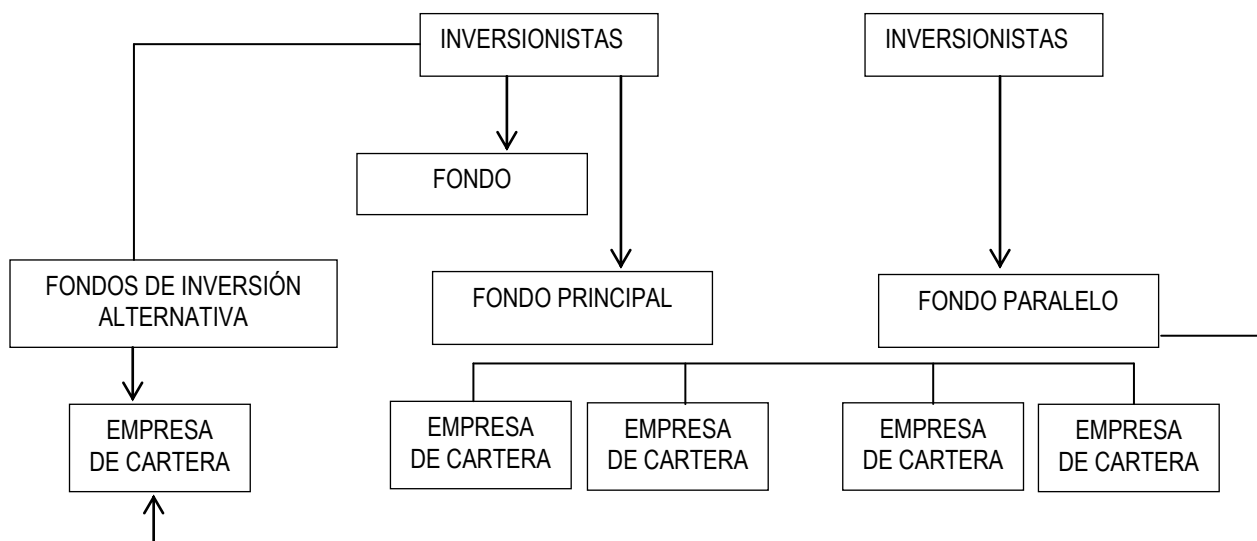 INVERSIONISTAS
INVERSIONISTAS
FONDO
FONDOS DE INVERSIÓN
ALTERNATIVA
FONDO PRINCIPAL
FONDO PARALELO
EMPRESA
DE CARTERA
EMPRESA
DE CARTERA
EMPRESA
DE CARTERA
EMPRESA
DE CARTERA
EMPRESA
DE CARTERA